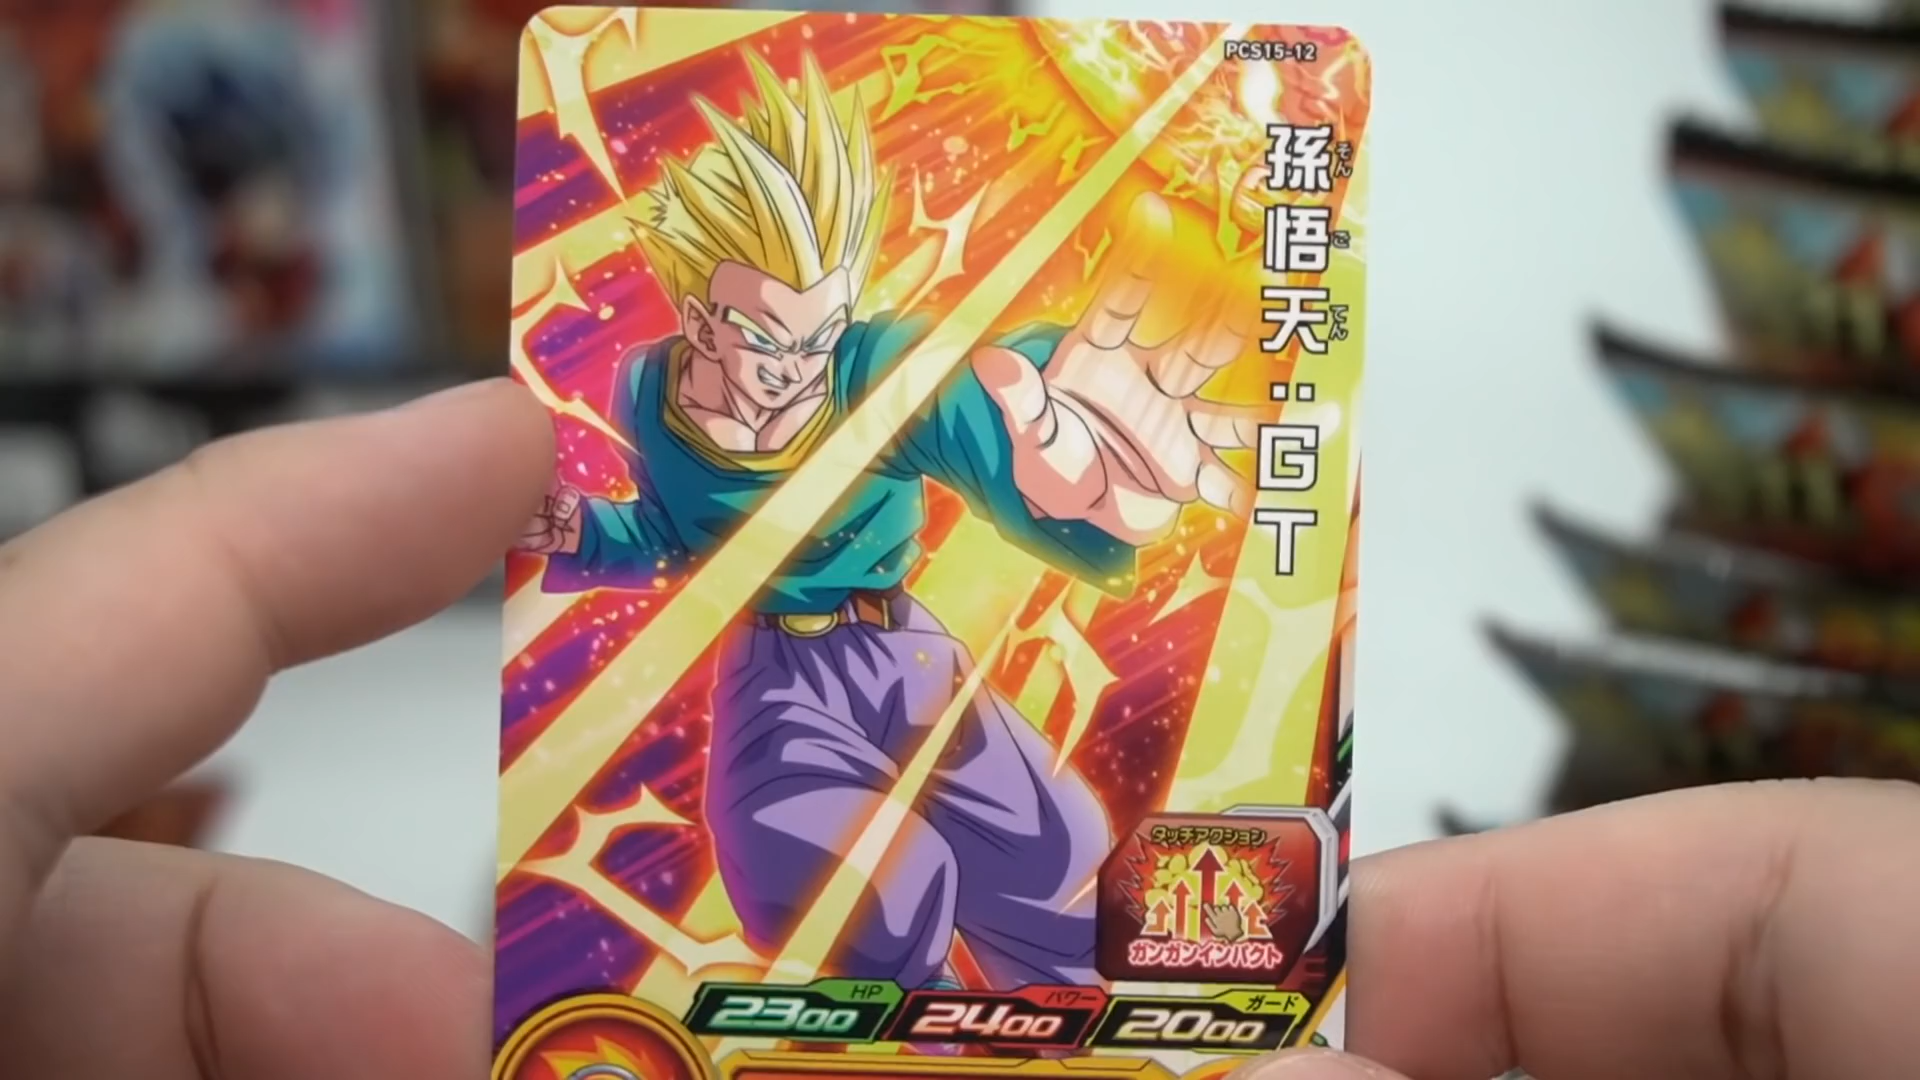 PCS15-12
孫悟天:GT
そん
ご
てん
タッチアクション
ガンガンインパクト
HP
2300
パワー
2400
ガード
2000